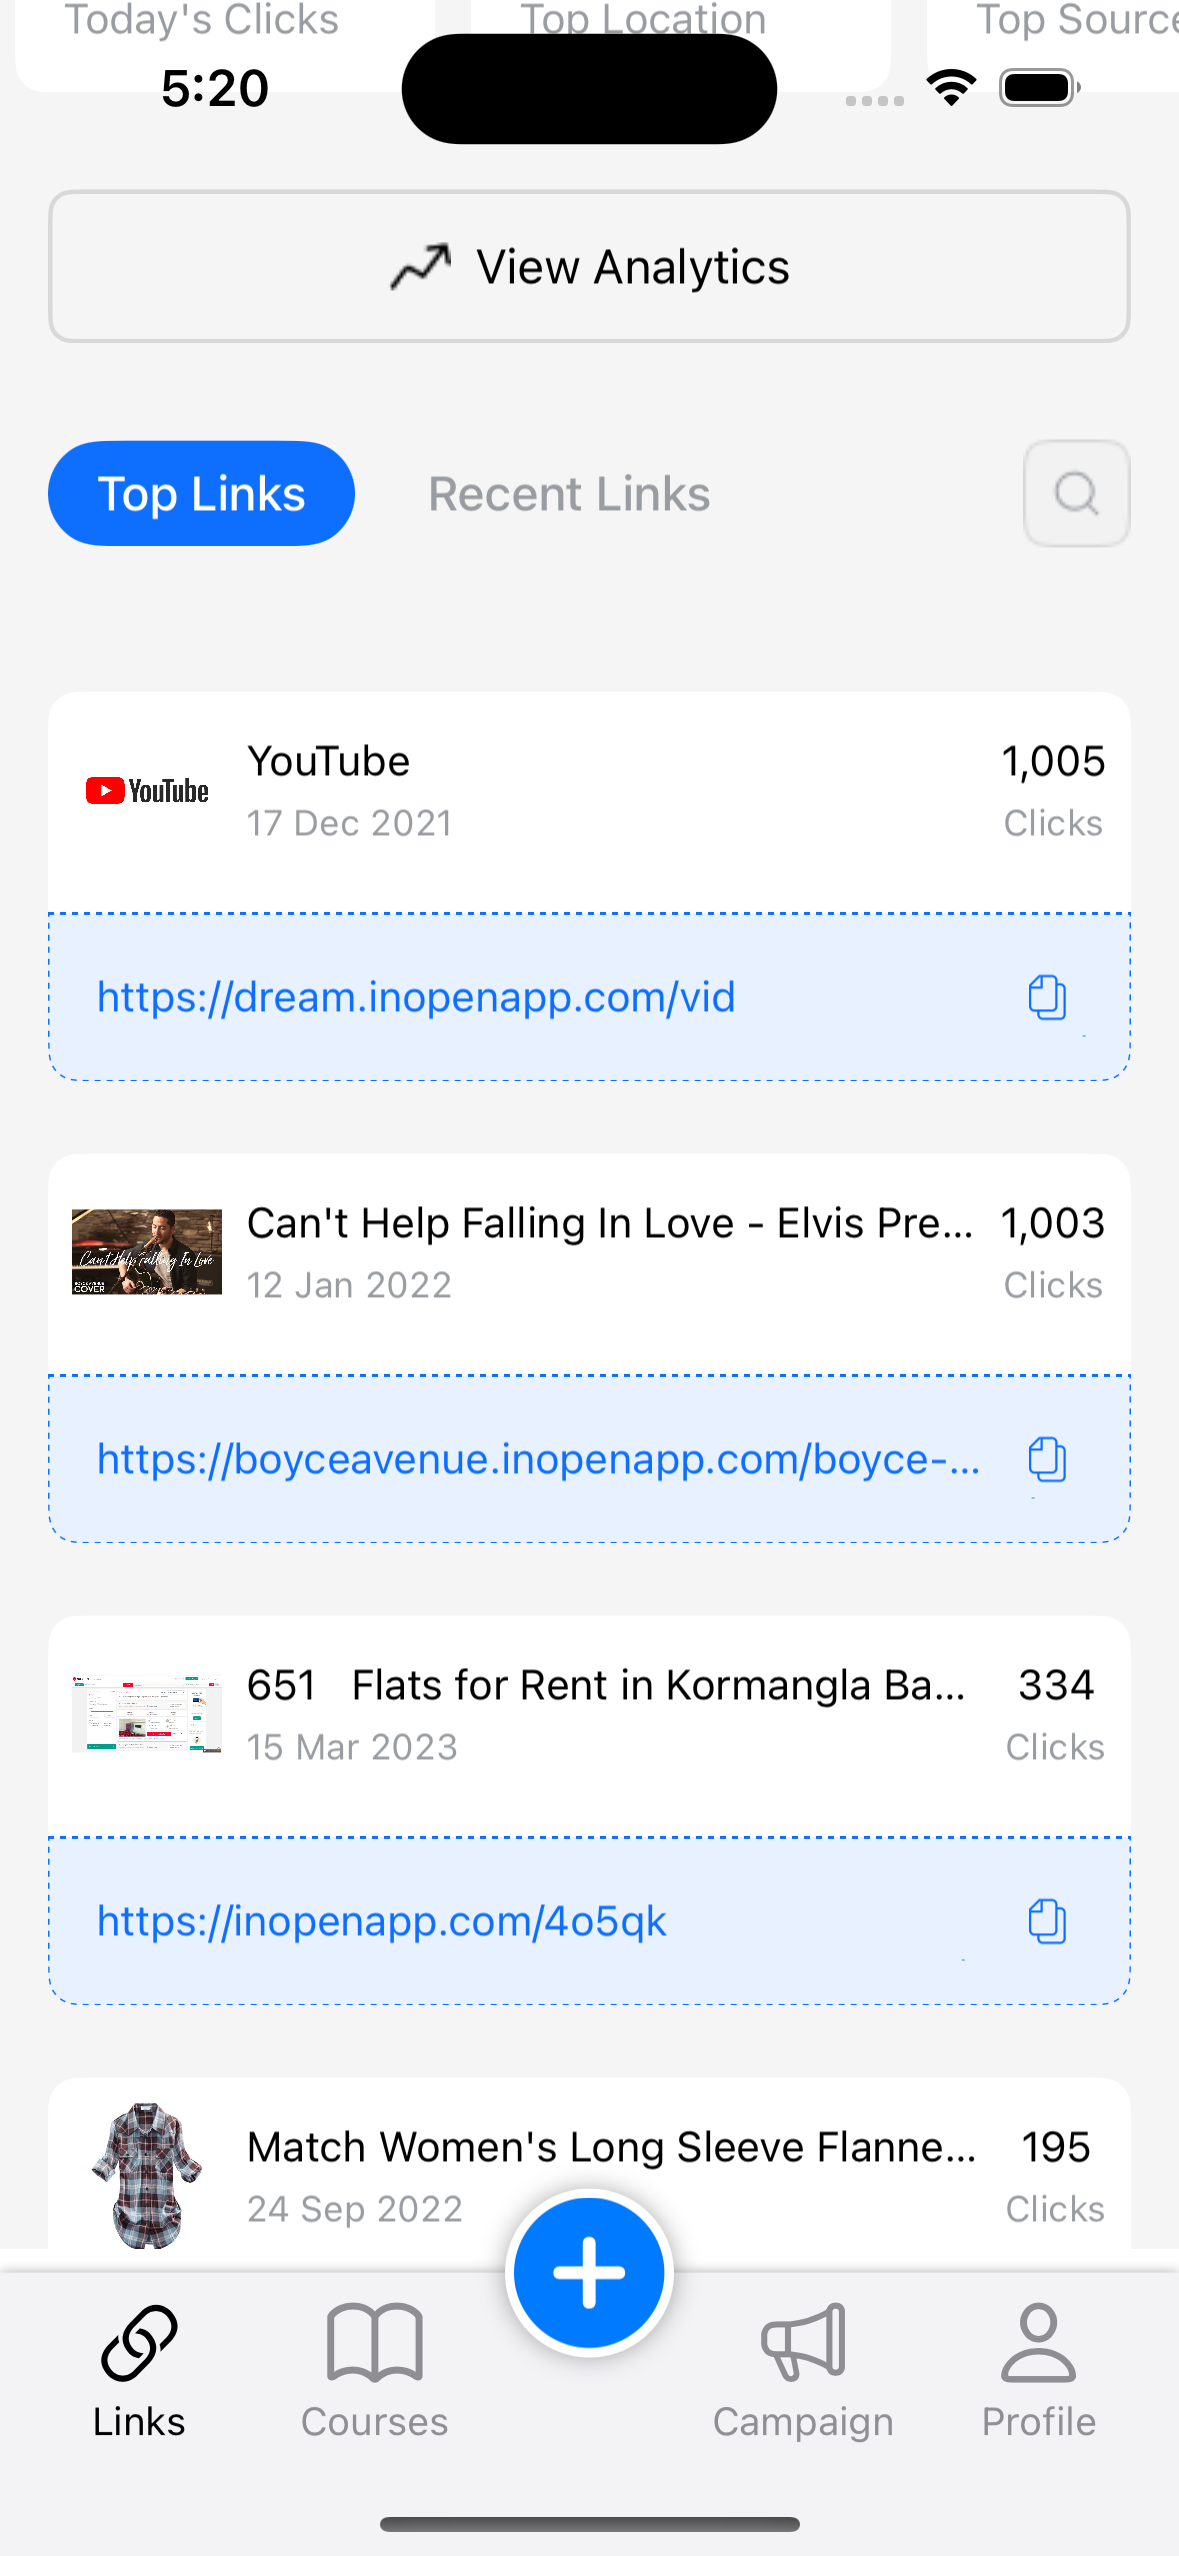 Today's Clicks
Top Location
Top Source
5:20
View Analytics
Top Links
Recent Links
YouTube
YouTube
1,005
17 Dec 2021
Clicks
https://dream.inopenapp.com/vid
Can't Help Falling In Love
BOYCE AVENUE
COVER
Can't Help Falling In Love - Elvis Pre...
1,003
12 Jan 2022
Clicks
https://boyceavenue.inopenapp.com/boyce-...
651 Flats for Rent in Kormangla Ba...
334
15 Mar 2023
Clicks
https://inopenapp.com/4o5qk
Match Women's Long Sleeve Flanne...
195
24 Sep 2022
Clicks
Links
Courses
Campaign
Profile